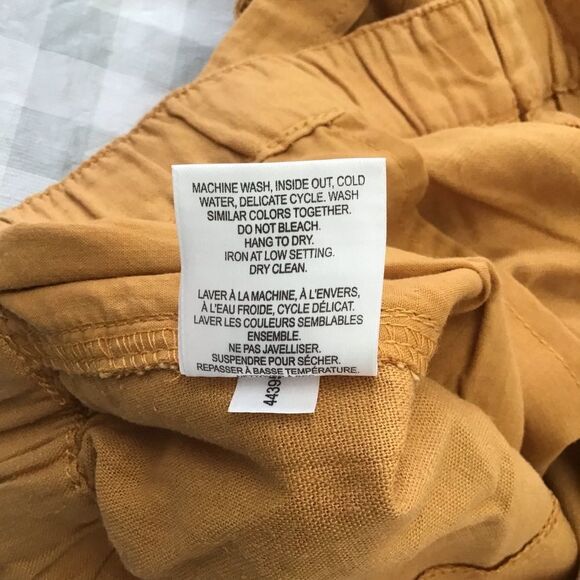 MACHINE WASH, INSIDE OUT, COLD
WATER, DELICATE CYCLE. WASH
SIMILAR COLORS TOGETHER.
DO NOT BLEACH.
HANG TO DRY.
IRON AT LOW SETTING.
DRY CLEAN.
LAVER À LA MACHINE, À L'ENVERS,
À L'EAU FROIDE, CYCLE DÉLICAT.
LAVER LES COULEURS SEMBLABLES
ENSEMBLE.
NE PAS JAVELLISER.
SUSPENDRE POUR SÉCHER.
REPASSER À BASSE TEMPÉRATURE.